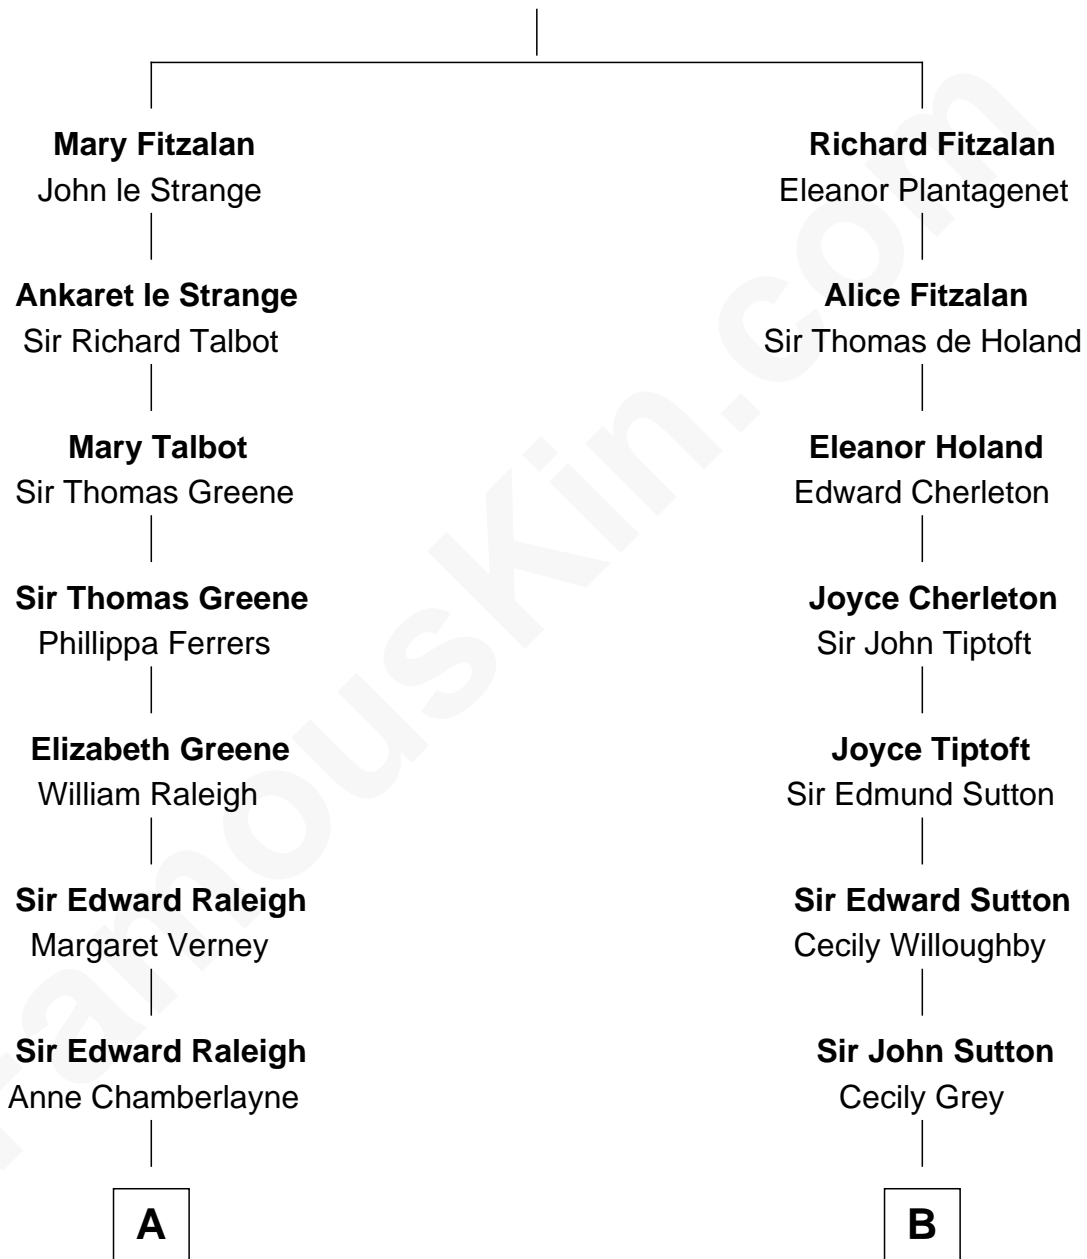 Mary Fitzalan
John le Strange
Ankaret le Strange
Sir Richard Talbot
Mary Talbot
Sir Thomas Greene
Sir Thomas Greene
Phillippa Ferrers
Elizabeth Greene
William Raleigh
Sir Edward Raleigh
Margaret Verney
Sir Edward Raleigh
Anne Chamberlayne
A
Richard Fitzalan
Eleanor Plantagenet
Alice Fitzalan
Sir Thomas de Holand
Eleanor Holand
Edward Cherleton
Joyce Cherleton
Sir John Tiptoft
Joyce Tiptoft
Sir Edmund Sutton
Sir Edward Sutton
Cecily Willoughby
Sir John Sutton
Cecily Grey
B
FamousKin.com